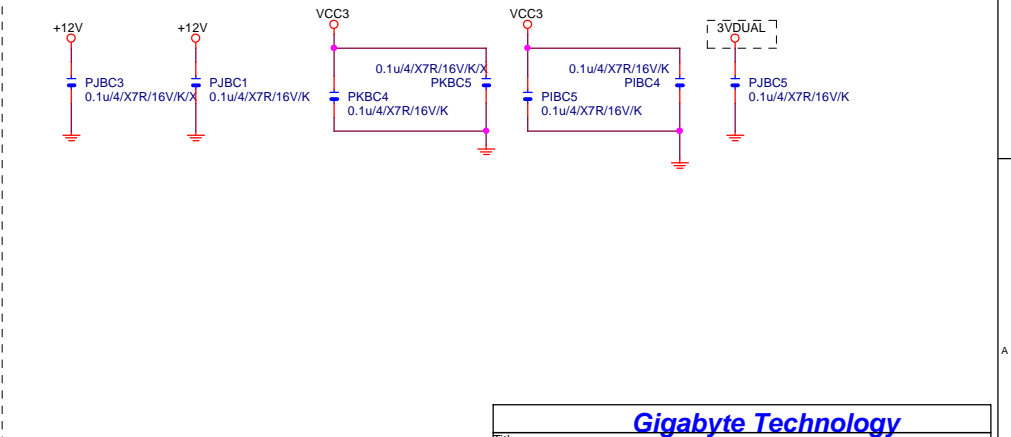 +12V
+12V
VCC3
VCC3
3VDUAL
PJBC3
0.1u/4/X7R/16V/K/X
PJBC1
0.1u/4/X7R/16V/K
0.1u/4/X7R/16V/K/X
PKBC5
PKBC4
0.1u/4/X7R/16V/K
0.1u/4/X7R/16V/K
PIBC4
PIBC5
0.1u/4/X7R/16V/K
PJBC5
0.1u/4/X7R/16V/K
A
Gigabyte Technology